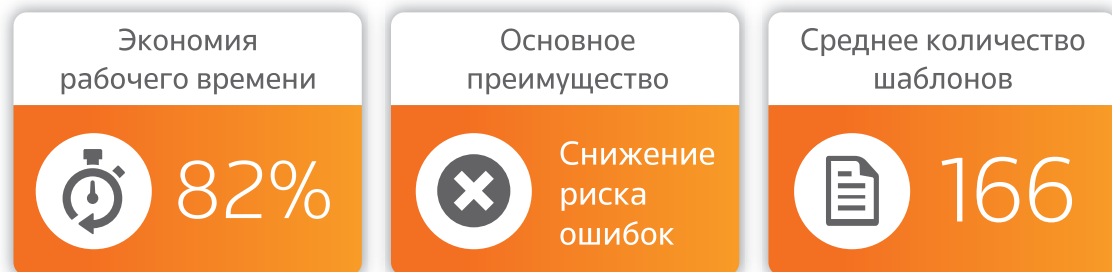 Экономия
рабочего времени
82%
Основное
преимущество
Снижение
риска
ошибок
Среднее количество
шаблонов
166